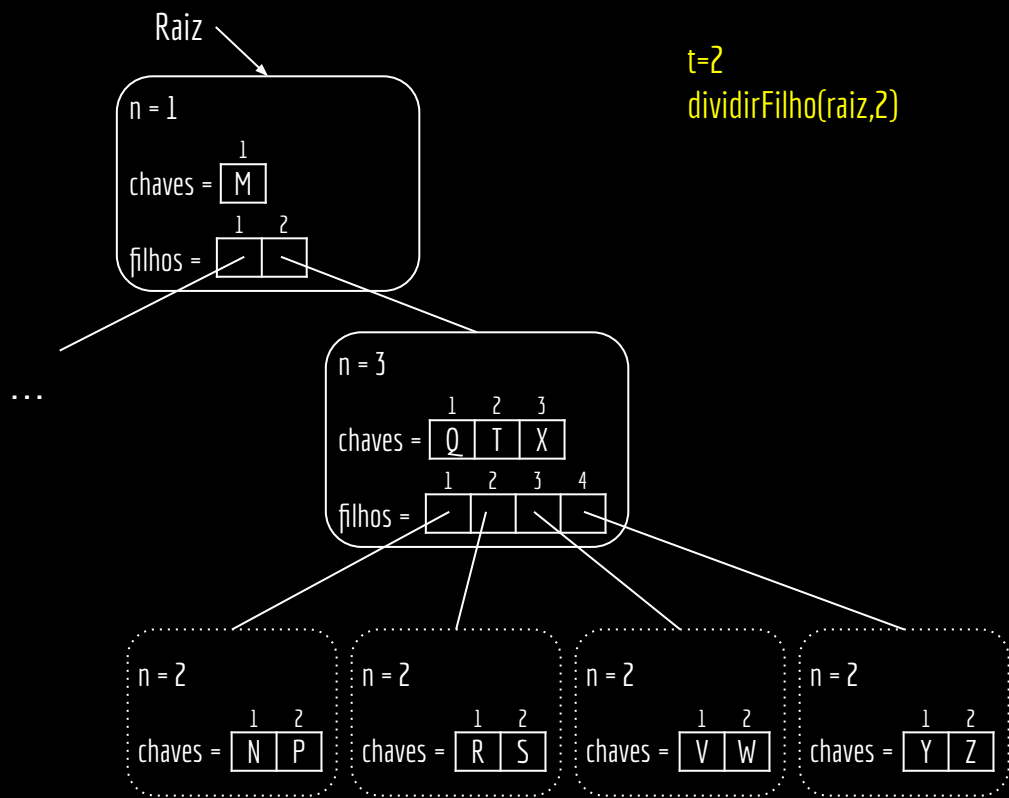 Raiz
t=2
dividirFilho(raiz,2)
n = 1
1
chaves = M
1 2
filhos =
...
n = 3
1 2 3
chaves = Q T X
1 2 3 4
filhos =
n = 2
1 2
chaves = N P
n = 2
1 2
chaves = R S
n = 2
1 2
chaves = V W
n = 2
1 2
chaves = Y Z